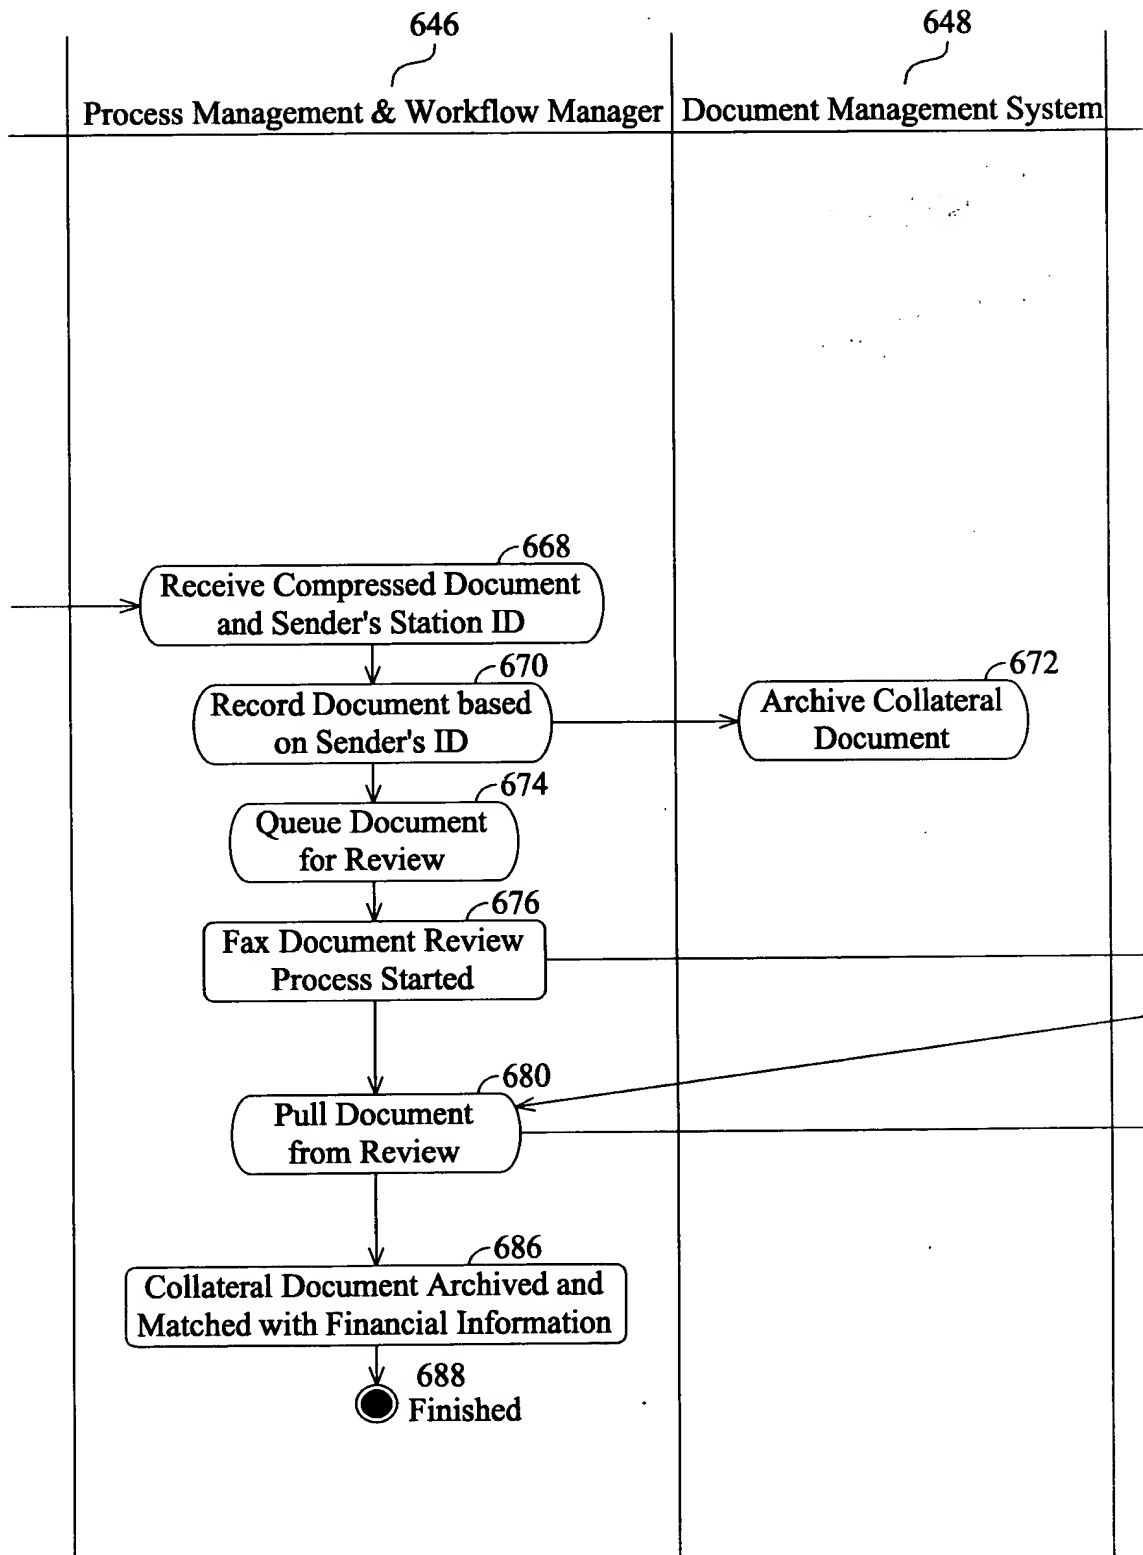 646
648
Process Management & Workflow Manager
Document Management System
668
Receive Compressed Document
and Sender's Station ID
670
Record Document based
on Sender's ID
672
Archive Collateral
Document
674
Queue Document
for Review
676
Fax Document Review
Process Started
680
Pull Document
from Review
686
Collateral Document Archived and
Matched with Financial Information
688
Finished